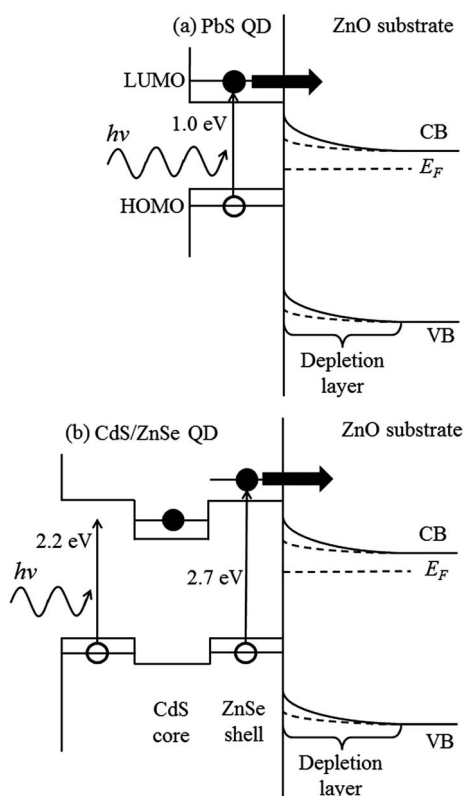 (a) PbS QD
ZnO substrate
LUMO
1.0 eV
CB
hν
E_F
HOMO
VB
Depletion
layer
(b) CdS/ZnSe QD
ZnO substrate
2.2 eV
CB
hν
2.7 eV
E_F
CdS
core
ZnSe
shell
VB
Depletion
layer